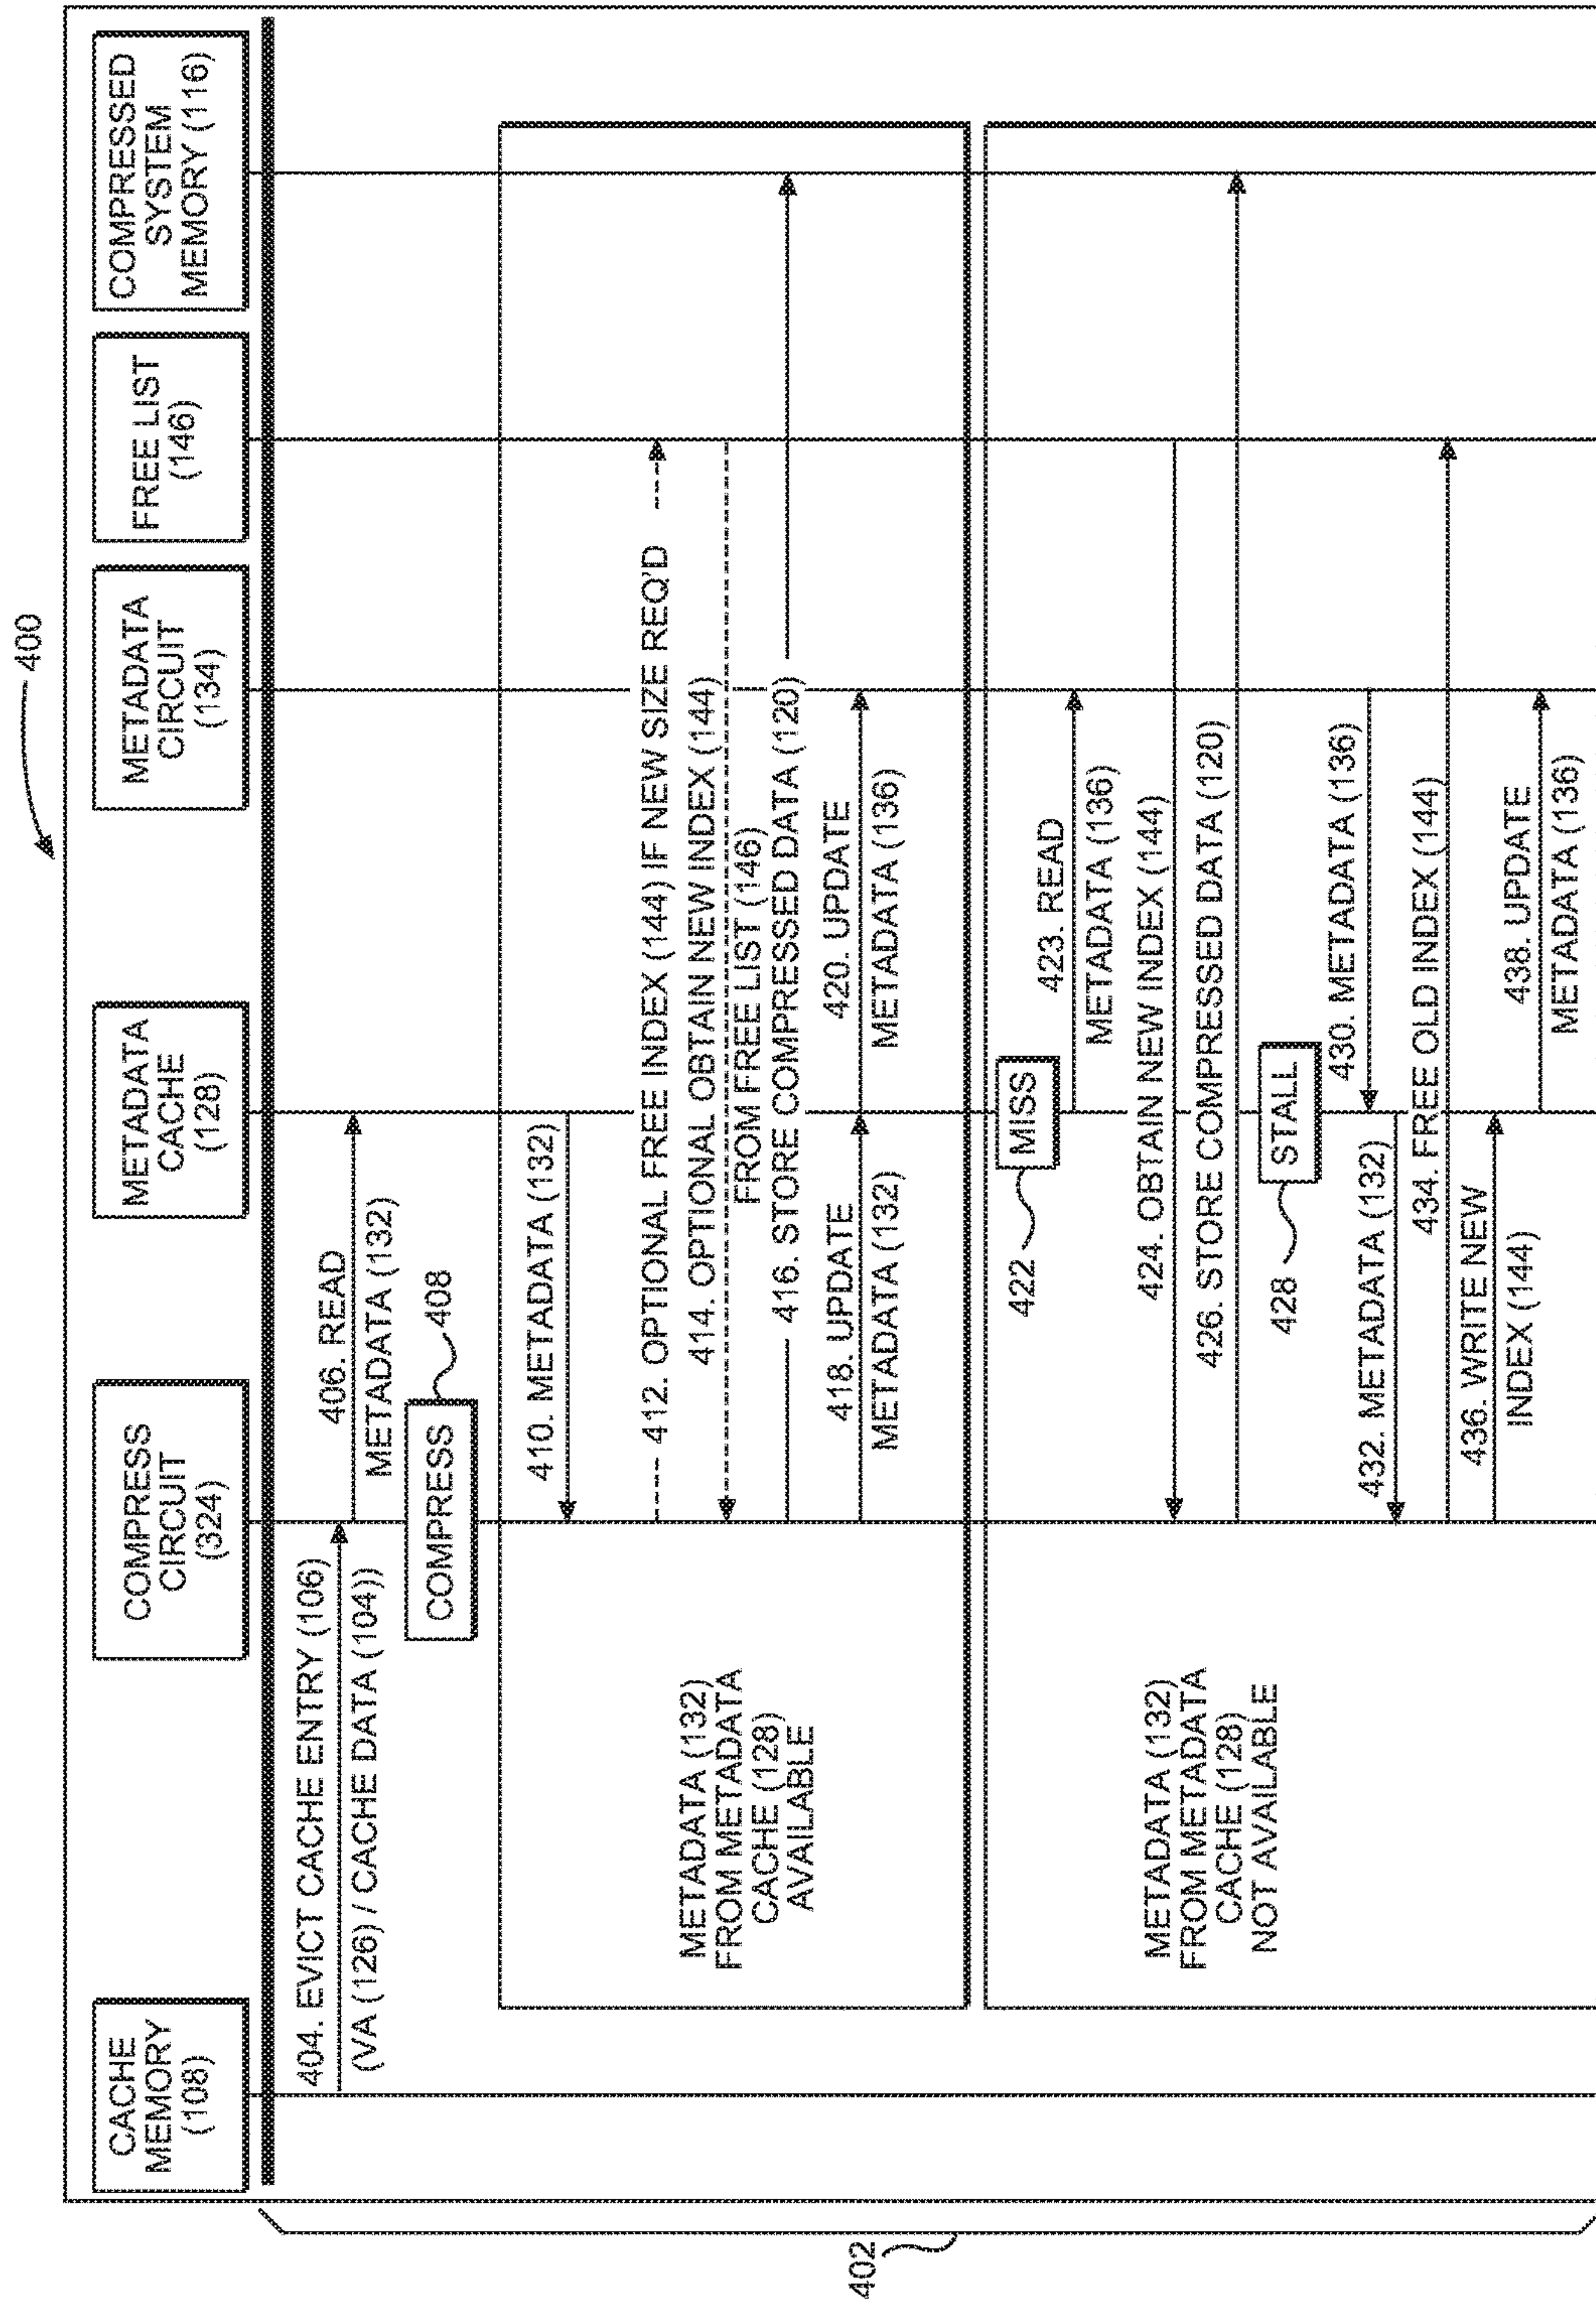 400
CACHE
MEMORY
(108)
COMPRESS
CIRCUIT
(324)
METADATA
CACHE
(128)
METADATA
CIRCUIT
(134)
FREE LIST
(146)
COMPRESSED
SYSTEM
MEMORY (116)
402
404. EVICT CACHE ENTRY (106)
(VA (126) / CACHE DATA (104))
406. READ
METADATA (132)
COMPRESS
408
410. METADATA (132)
METADATA (132)
FROM METADATA
CACHE (128)
AVAILABLE
412. OPTIONAL FREE INDEX (144) IF NEW SIZE REQ'D
414. OPTIONAL OBTAIN NEW INDEX (144)
FROM FREE LIST (146)
416. STORE COMPRESSED DATA (120)
418. UPDATE
METADATA (132)
420. UPDATE
METADATA (136)
METADATA (132)
FROM METADATA
CACHE (128)
NOT AVAILABLE
422
MISS
423. READ
METADATA (136)
424. OBTAIN NEW INDEX (144)
426. STORE COMPRESSED DATA (120)
428
STALL
430. METADATA (136)
432. METADATA (132)
434. FREE OLD INDEX (144)
436. WRITE NEW
INDEX (144)
438. UPDATE
METADATA (136)